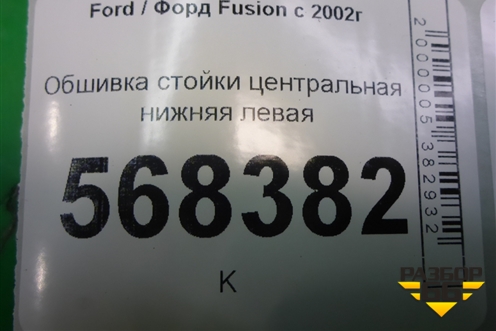 Ford / Форд Fusion с 2002г
Обшивка стойки центральная
нижняя левая
568382
К
2000005382932
РАЗБОР